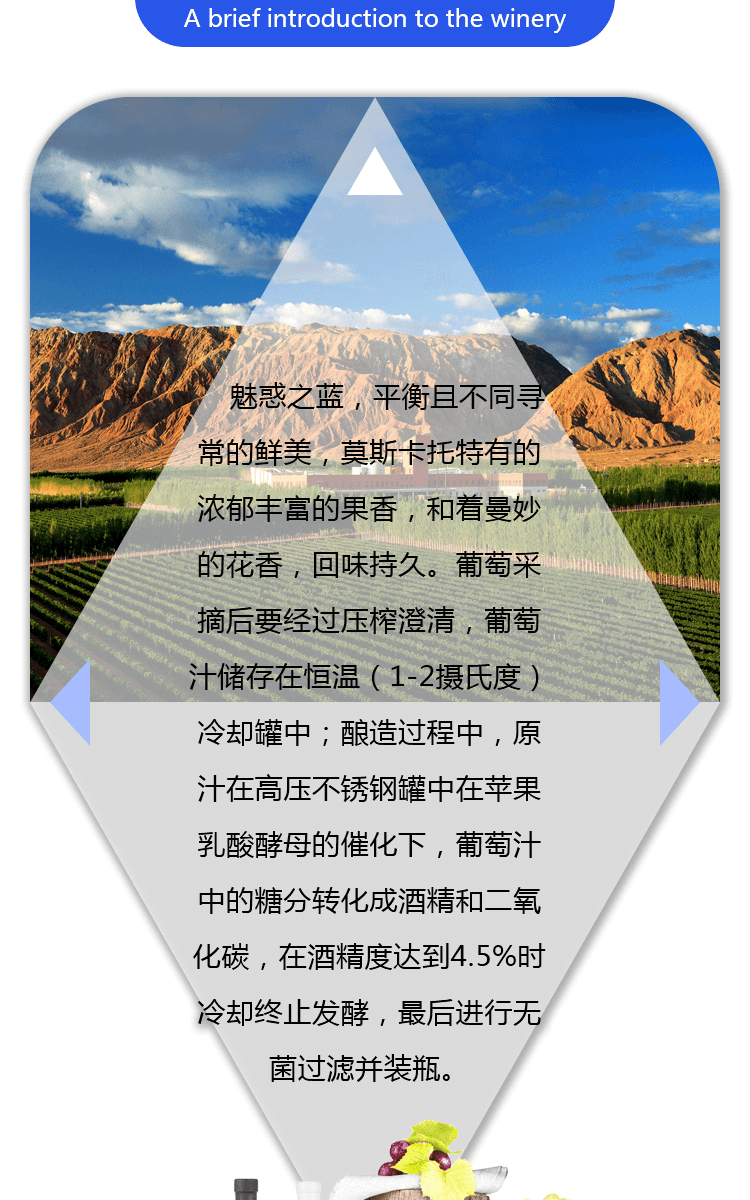 A brief introduction to the winery
魅惑之蓝，平衡且不同寻
常的鲜美，莫斯卡托特有的
浓郁丰富的果香，和着曼妙
的花香，回味持久。葡萄采
摘后要经过压榨澄清，葡萄
汁储存在恒温（1-2摄氏度）
冷却罐中；酿造过程中，原
汁在高压不锈钢罐中在苹果
乳酸酵母的催化下，葡萄汁
中的糖分转化成酒精和二氧
化碳，在酒精度达到4.5%时
冷却终止发酵，最后进行无
菌过滤并装瓶。